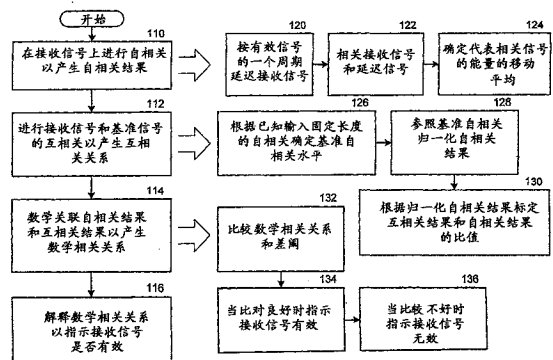 开始
110
在接收信号上进行自相关
以产生自相关结果
120
按有效信号
的一个周期
延迟接收信号
122
相关接收信号
和延迟信号
124
确定代表相关信号
的能量的移动
平均
112
进行接收信号和基准信号
的互相关以产生互相
关关系
126
根据已知输入固定长度
的自相关确定基准自
相关水平
128
参照基准自相关
归一化自相关
结果
130
根据归一化自相关结果标定
互相关结果和自相关结果
的比值
114
数学关联自相关结果
和互相关结果以产生
数学相关关系
132
比较数学相关关系
和差阈
134
当比对良好时指示
接收信号有效
136
当比较不好时
指示接收信号
无效
116
解释数学相关关系
以指示接收信号
是否有效